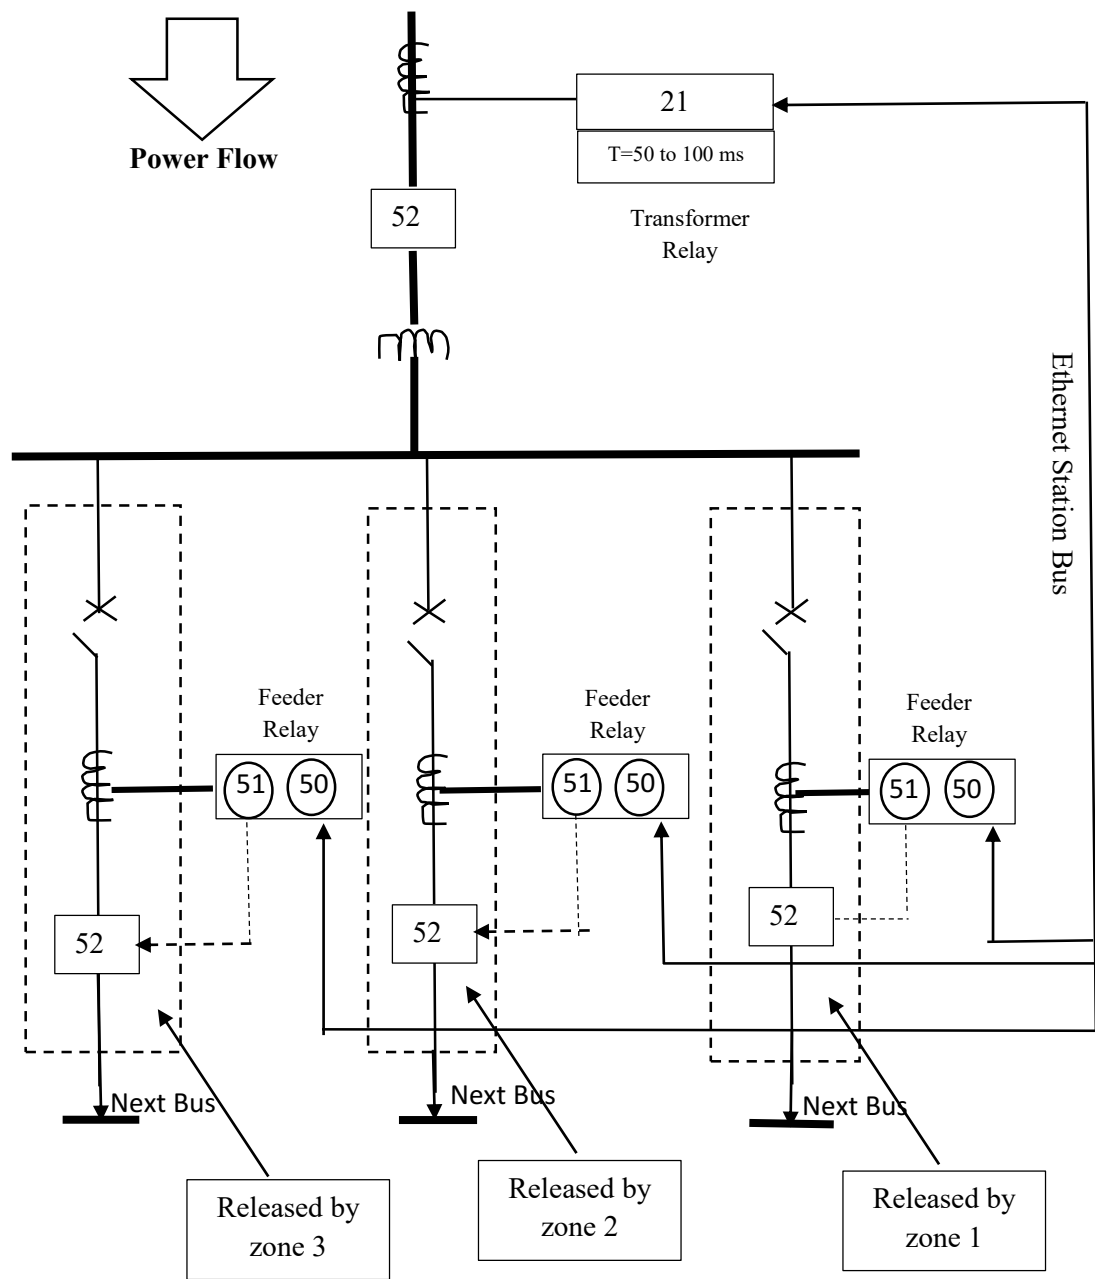 21
T=50 to 100 ms
Power Flow
52
Transformer
Relay
Ethernet Station Bus
Feeder
Relay
51
50
Feeder
Relay
51
50
Feeder
Relay
51
50
52
52
52
Next Bus
Next Bus
Next Bus
Released by
zone 3
Released by
zone 2
Released by
zone 1